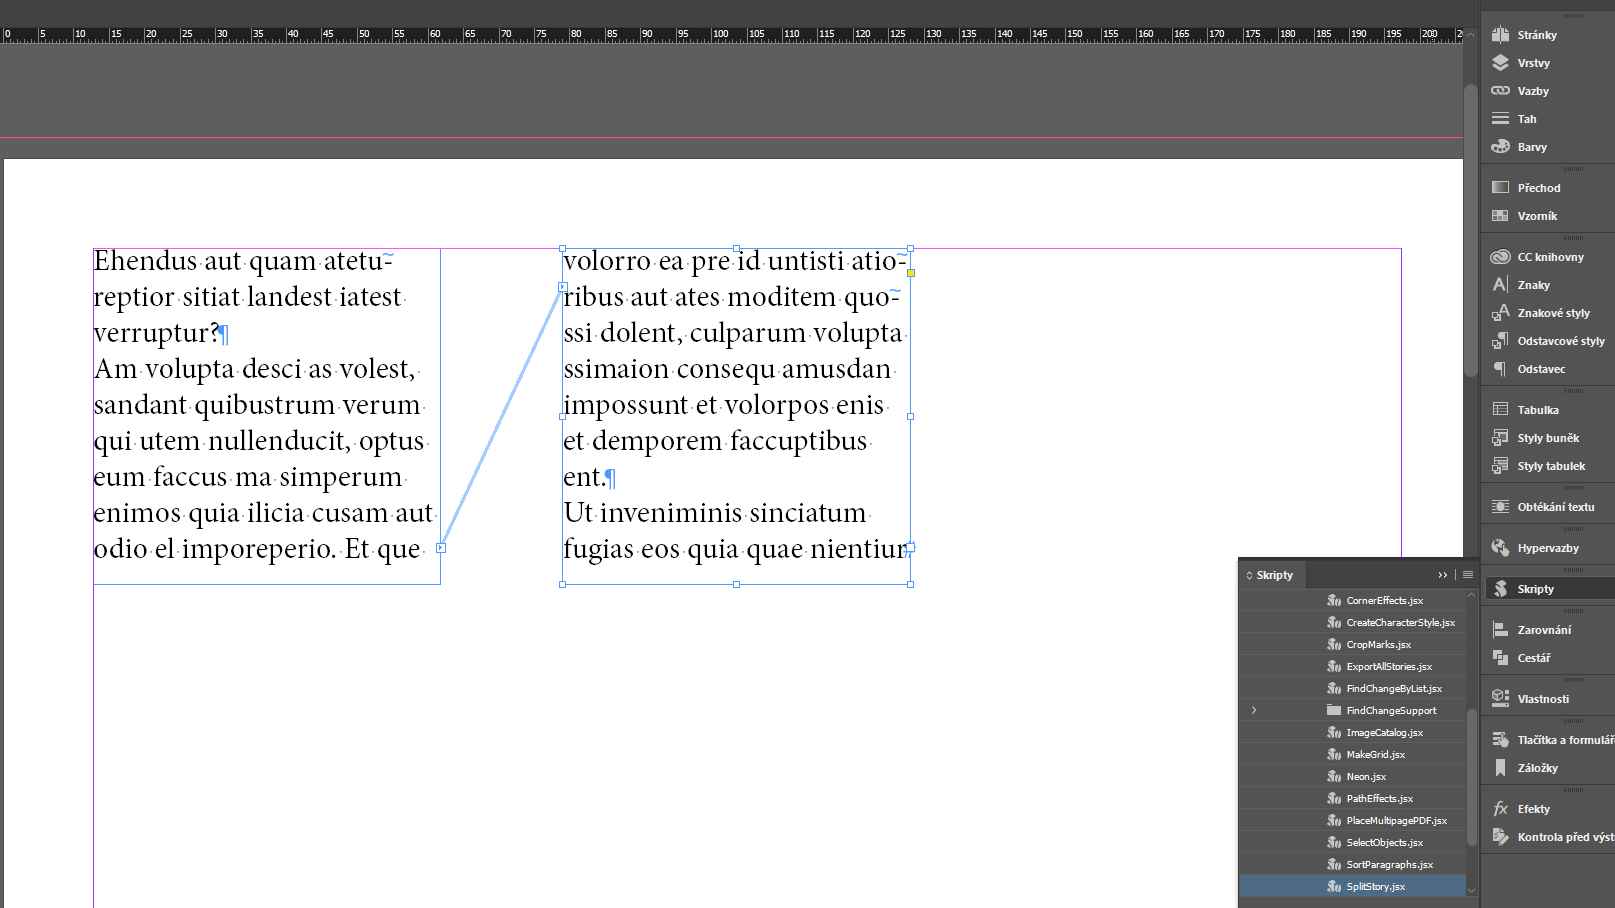 0 5 10 15 20 25 30 35 40 45 50 55 60 65 70 75 80 85 90 95 100 105 110 115 120 125 130 135 140 145 150 155 160 165 170 175 180 185 190 195 200
Ehendus aut quam atetu-
reptior sitiat landest iatest
verruptur?¶
Am volupta desci as volest,
sandant quibustrum verum
qui utem nullenducit, optus
eum faccus ma simperum
enimos quia ilicia cusam aut
odio el imporeperio. Et que
volorro ea pre id untisti atio-
ribus aut ates moditem quo-
ssi dolent, culparum volupta
ssimaion consequ amusdan
impossunt et volorpos enis
et demporem faccuptibus
ent.¶
Ut inveniminis sinciatum
fugias eos quia quae nientiur
Skripty
CornerEffects.jsx
CreateCharacterStyle.jsx
CropMarks.jsx
ExportAllStories.jsx
FindChangeByList.jsx
FindChangeSupport
ImageCatalog.jsx
MakeGrid.jsx
Neon.jsx
PathEffects.jsx
PlaceMultipagePDF.jsx
SelectObjects.jsx
SortParagraphs.jsx
SplitStory.jsx
Stránky
Vrstvy
Vazby
Tah
Barvy
Přechod
Vzorník
CC knihovny
Znaky
Znakové styly
Odstavcové styly
Odstavec
Tabulka
Styly buněk
Styly tabulek
Obtékání textu
Hypervazby
Skripty
Zarovnání
Cestář
Vlastnosti
Tlačítka a formulář
Záložky
Efekty
Kontrola před výst